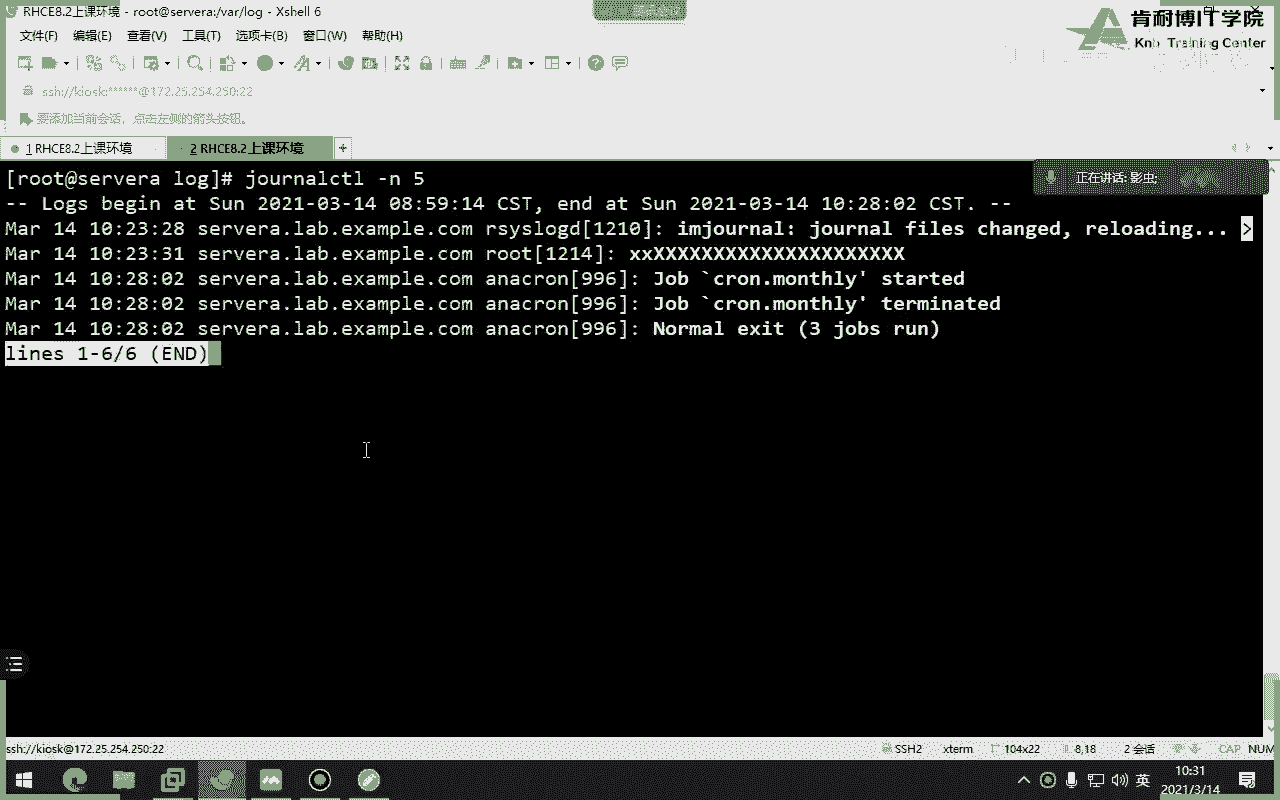 RHCE8.2上课环境 - root@servera:/var/log - Xshell 6
肯耐博IT学院
Knb Training Center
文件(F) 编辑(E) 查看(V) 工具(T) 选项卡(B) 窗口(W) 帮助(H)
ssh://kiosk:******@172.25.254.250:22
要添加当前会话，点击左侧的箭头按钮。
1 RHCE8.2上课环境
2 RHCE8.2上课环境
+
正在讲话: 影虫;
[root@servera log]# journalctl -n 5
-- Logs begin at Sun 2021-03-14 08:59:14 CST, end at Sun 2021-03-14 10:28:02 CST. --
Mar 14 10:23:28 servera.lab.example.com rsyslogd[1210]: imjournal: journal files changed, reloading... >
Mar 14 10:23:31 servera.lab.example.com root[1214]: xxXXXXXXXXXXXXXXXXXXXXX
Mar 14 10:28:02 servera.lab.example.com anacron[996]: Job `cron.monthly' started
Mar 14 10:28:02 servera.lab.example.com anacron[996]: Job `cron.monthly' terminated
Mar 14 10:28:02 servera.lab.example.com anacron[996]: Normal exit (3 jobs run)
lines 1-6/6 (END)
ssh://kiosk@172.25.254.250:22
SSH2 xterm 104x22 8,18 2 会话 CAP NUM
英
10:31
2021/3/14